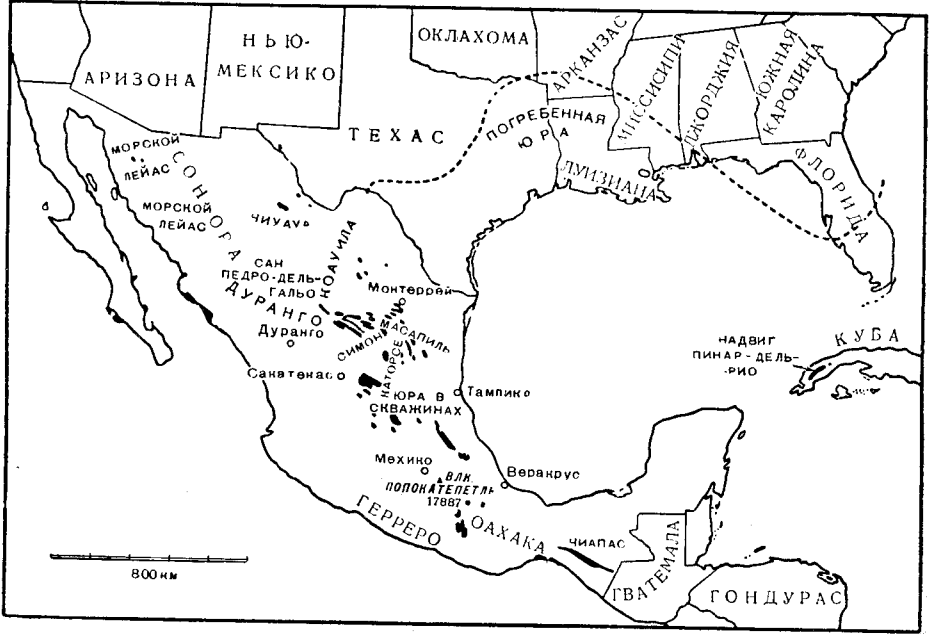 НЬЮ-
МЕКСИКО
АРИЗОНА
ОКЛАХОМА
АРКАНЗАС
МИССИСИПИ
ДЖОРДЖИЯ
ЮЖНАЯ
КАРОЛИНА
ТЕХАС
ПОГРЕБЕННАЯ
ЮРА
ЛУИЗИАНА
ФЛОРИДА
МОРСКОЙ
ЛЕЙАС
СОНОРА
МОРСКОЙ
ЛЕЙАС
ЧИУАУА
КОАУИЛА
САН
ПЕДРО-ДЕЛЬ-
ГАЛЬО
ДУРАНГО
Монтеррей
Дуранго
СИМОН
МАСАПИЛЬ
КАТОРСЕ
Сакатекас
Тампико
ЮРА В
СКВАЖИНАХ
КУБА
НАДВИГ
ПИНАР-ДЕЛЬ-
-РИО
Мехико
ВЛК.
ПОПОКАТЕПЕТЛЬ
17887
Веракрус
ГЕРРЕРО
ОАХАКА
ЧИАПАС
ГВАТЕМАЛА
ГОНДУРАС
800 км